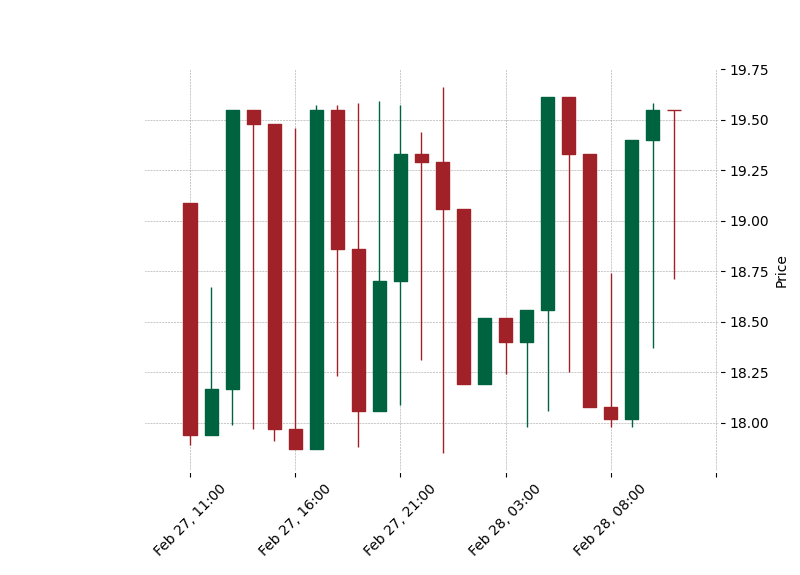 19.75
19.50
19.25
19.00
18.75
18.50
18.25
18.00
Price
Feb 27, 11:00
Feb 27, 16:00
Feb 27, 21:00
Feb 28, 03:00
Feb 28, 08:00